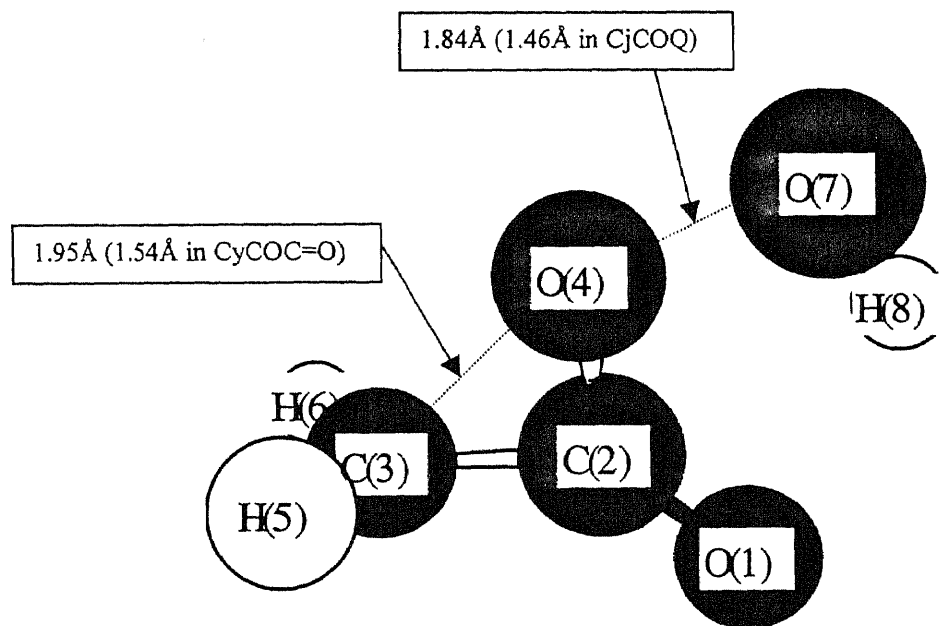 1.84Å (1.46Å in CjCOQ)
O(7)
1.95Å (1.54Å in CyCOC=O)
O(4)
H(8)
H(6)
C(3)
C(2)
H(5)
O(1)